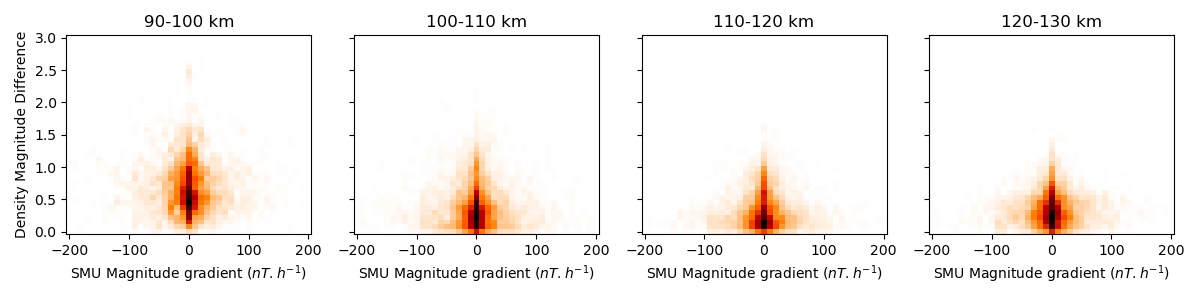 90-100 km
100-110 km
110-120 km
120-130 km
Density Magnitude Difference
3.0
2.5
2.0
1.5
1.0
0.5
0.0
−200 −100 0 100 200
−200 −100 0 100 200
−200 −100 0 100 200
−200 −100 0 100 200
SMU Magnitude gradient (nT. h⁻¹)
SMU Magnitude gradient (nT. h⁻¹)
SMU Magnitude gradient (nT. h⁻¹)
SMU Magnitude gradient (nT. h⁻¹)